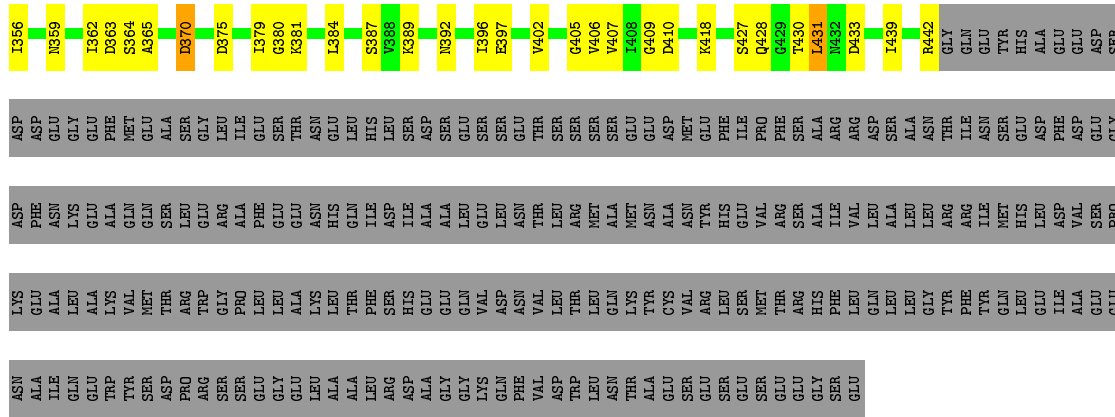 I356 N359 I362 D363 S364 A365 D370 D375 I379 G380 K381 L384 S387 V388 K389 N392 I396 E397 V402 G405 V406 V407 I408 G409 D410 K418 S427 Q428 G429 T430 L431 N432 D433 I439 R442 GLY GLN GLU TYR HIS ALA GLU GLU ASP SER
ASP ASP GLU GLY GLU PHE MET GLU ALA SER GLY LEU ILE GLU SER THR ASN GLU LEU HIS LEU SER ASP SER GLU SER SER GLU THR SER SER SER SER GLU GLU ASP MET GLU PHE ILE PRO PHE SER ALA ARG ARG ASP SER ALA ASN THR ILE ASN SER GLU ASP PHE ASP GLU GLY
ASP PHE ASN LYS GLU ALA GLN GLN SER LEU GLU ARG ALA PHE GLU GLU ASN HIS GLN ILE ASP ILE ALA ALA LEU GLU LEU ASN THR LEU ARG MET ALA MET ASN ALA ASN TYR HIS GLU VAL ARG SER ALA ILE VAL LEU ALA LEU LEU ARG ARG ILE MET HIS LEU ASP VAL SER PRO
LYS GLU ALA LEU ALA LYS VAL MET THR ARG TRP GLY PRO LEU LEU ALA LYS LEU THR PHE SER HIS GLU GLU GLN VAL ASP ASN VAL LEU THR LEU GLN LYS TYR CYS VAL ARG LEU SER MET THR ARG HIS PHE LEU GLN LEU LEU GLY TYR PHE TYR GLN LEU GLU ILE ALA GLU GLU
ASN ALA ILE GLN GLU TRP TYR SER ASP PRO ARG SER SER GLU GLY GLU LEU ALA ALA LEU ARG ASP ALA GLY GLY LYS GLN PHE VAL ASP TRP LEU ASN THR ALA GLU SER GLU SER GLU SER GLU GLU GLY SER GLU